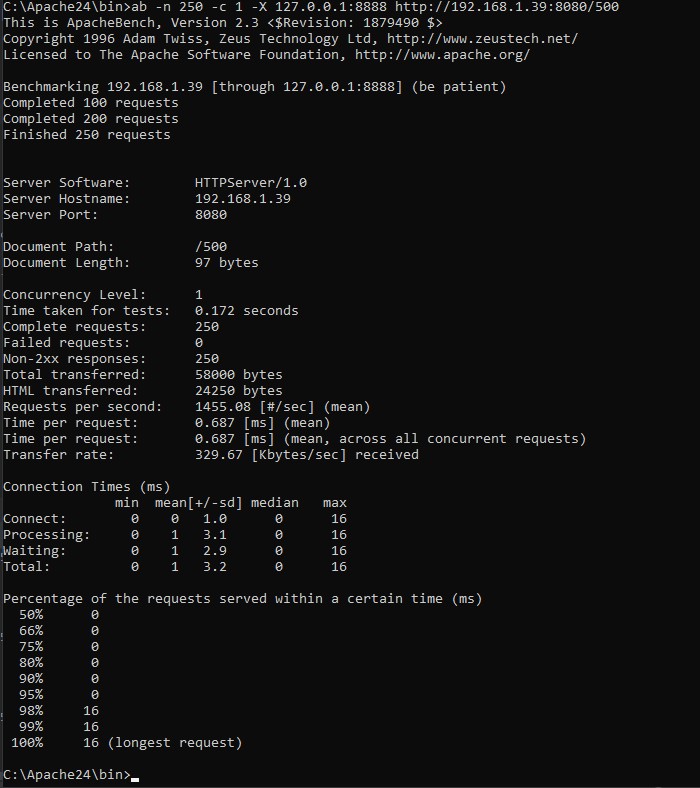 C:\Apache24\bin>ab -n 250 -c 1 -X 127.0.0.1:8888 http://192.168.1.39:8080/500
This is ApacheBench, Version 2.3 <$Revision: 1879490 $>
Copyright 1996 Adam Twiss, Zeus Technology Ltd, http://www.zeustech.net/
Licensed to The Apache Software Foundation, http://www.apache.org/

Benchmarking 192.168.1.39 [through 127.0.0.1:8888] (be patient)
Completed 100 requests
Completed 200 requests
Finished 250 requests


Server Software:        HTTPServer/1.0
Server Hostname:        192.168.1.39
Server Port:            8080

Document Path:          /500
Document Length:        97 bytes

Concurrency Level:      1
Time taken for tests:   0.172 seconds
Complete requests:      250
Failed requests:        0
Non-2xx responses:      250
Total transferred:      58000 bytes
HTML transferred:       24250 bytes
Requests per second:    1455.08 [#/sec] (mean)
Time per request:       0.687 [ms] (mean)
Time per request:       0.687 [ms] (mean, across all concurrent requests)
Transfer rate:          329.67 [Kbytes/sec] received

Connection Times (ms)
              min  mean[+/-sd] median   max
Connect:        0    0   1.0      0      16
Processing:     0    1   3.1      0      16
Waiting:        0    1   2.9      0      16
Total:          0    1   3.2      0      16

Percentage of the requests served within a certain time (ms)
  50%      0
  66%      0
  75%      0
  80%      0
  90%      0
  95%      0
  98%     16
  99%     16
 100%     16 (longest request)

C:\Apache24\bin>